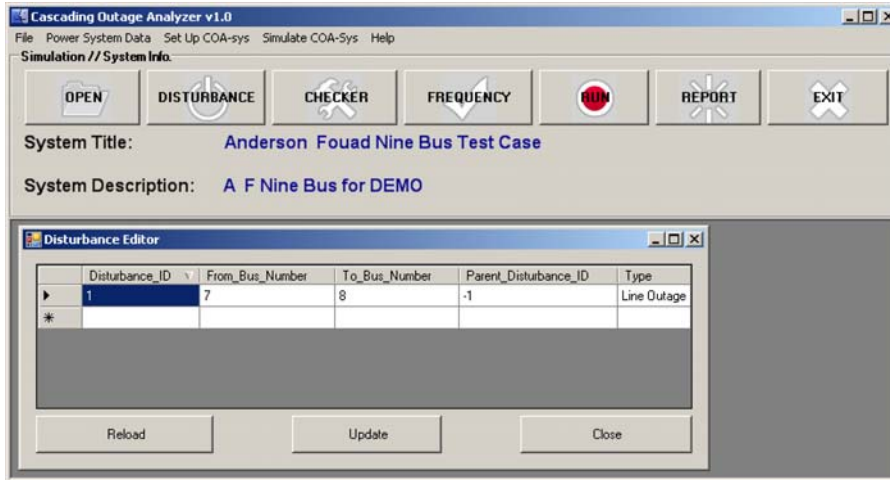 Cascading Outage Analyzer v1.0
File Power System Data Set Up COA-sys Simulate COA-Sys Help
Simulation // System Info.
OPEN DISTURBANCE CHECKER FREQUENCY RUN REPORT EXIT
System Title: Anderson Fouad Nine Bus Test Case
System Description: A F Nine Bus for DEMO
Disturbance Editor
Disturbance_ID From_Bus_Number To_Bus_Number Parent_Disturbance_ID Type
1 7 8 -1 Line Outage
Reload Update Close